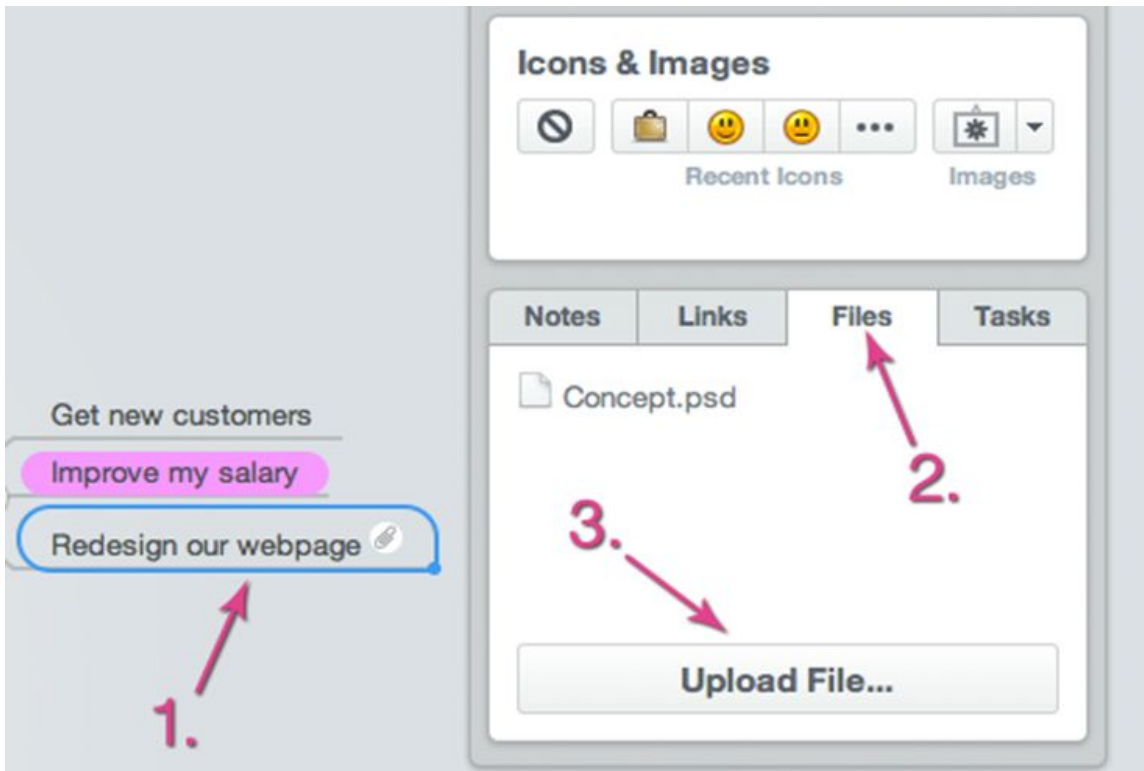 Icons & Images
Recent Icons
Images
Notes
Links
Files
Tasks
Concept.psd
Get new customers
Improve my salary
Redesign our webpage
1.
2.
3.
Upload File...